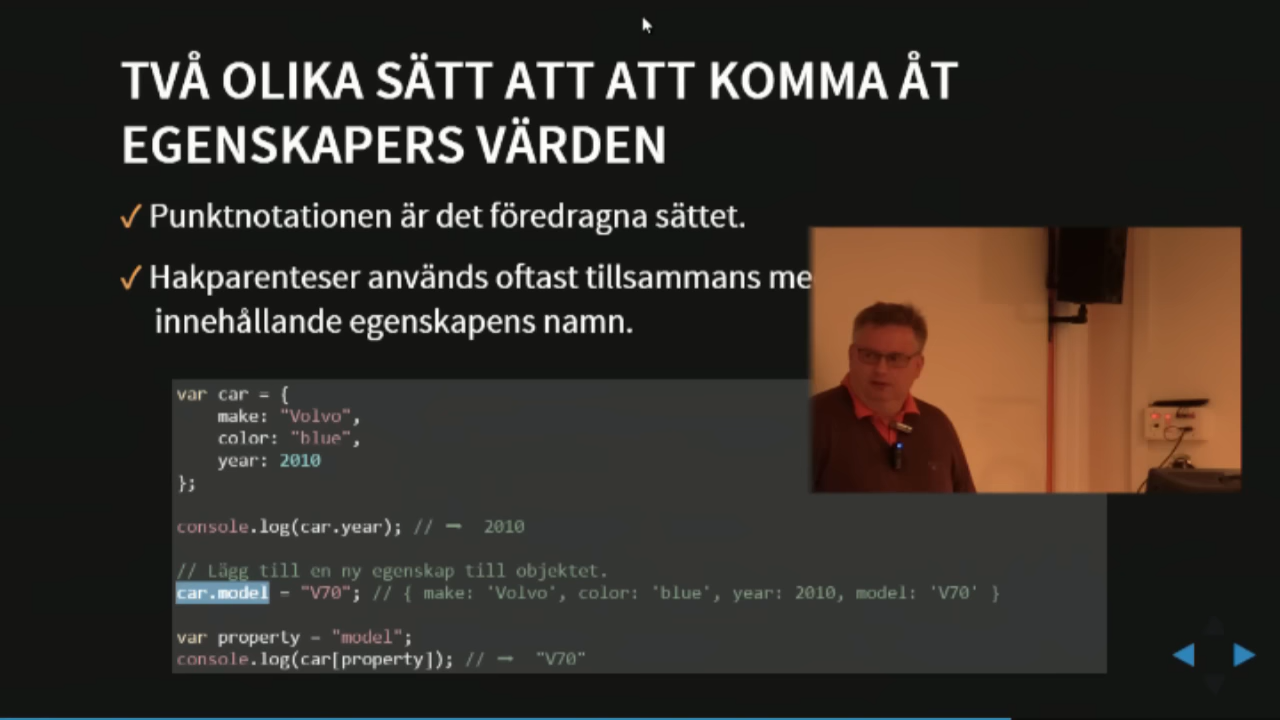 TVÅ OLIKA SÄTT ATT ATT KOMMA ÅT
EGENSKAPERS VÄRDEN
✓ Punktnotationen är det föredragna sättet.
✓ Hakparenteser används oftast tillsammans me
innehållande egenskapens namn.
var car = {
    make: "Volvo",
    color: "blue",
    year: 2010
};
console.log(car.year); // → 2010
// Lägg till en ny egenskap till objektet.
car.model = "V70"; // { make: 'Volvo', color: 'blue', year: 2010, model: 'V70' }
var property = "model";
console.log(car[property]); // → "V70"